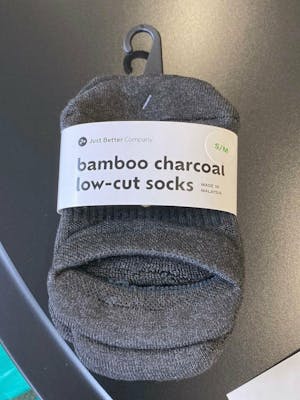 Just Better Company
S/M
bamboo charcoal
low-cut socks
MADE IN
MALAYSIA